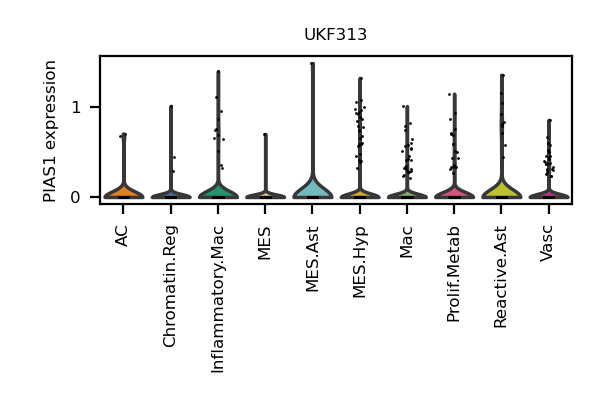 UKF313
PIAS1 expression
1
0
AC
Chromatin.Reg
Inflammatory.Mac
MES
MES.Ast
MES.Hyp
Mac
Prolif.Metab
Reactive.Ast
Vasc